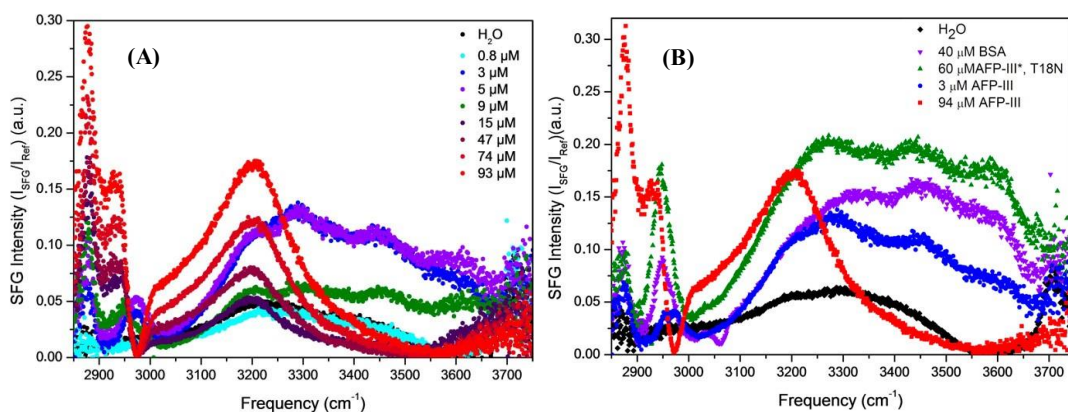 (A)
H₂O
0.8 μM
3 μM
5 μM
9 μM
15 μM
47 μM
74 μM
93 μM
SFG Intensity (I_SFG/I_Ref) (a.u.)
0.30
0.25
0.20
0.15
0.10
0.05
0.00
2900 3000 3100 3200 3300 3400 3500 3600 3700
Frequency (cm⁻¹)
(B)
H₂O
40 μM BSA
60 μMAFP-III*, T18N
3 μM AFP-III
94 μM AFP-III
SFG Intensity (I_SFG/I_Ref)(a.u.)
0.30
0.25
0.20
0.15
0.10
0.05
0.00
2900 3000 3100 3200 3300 3400 3500 3600 3700
Frequency (cm⁻¹)